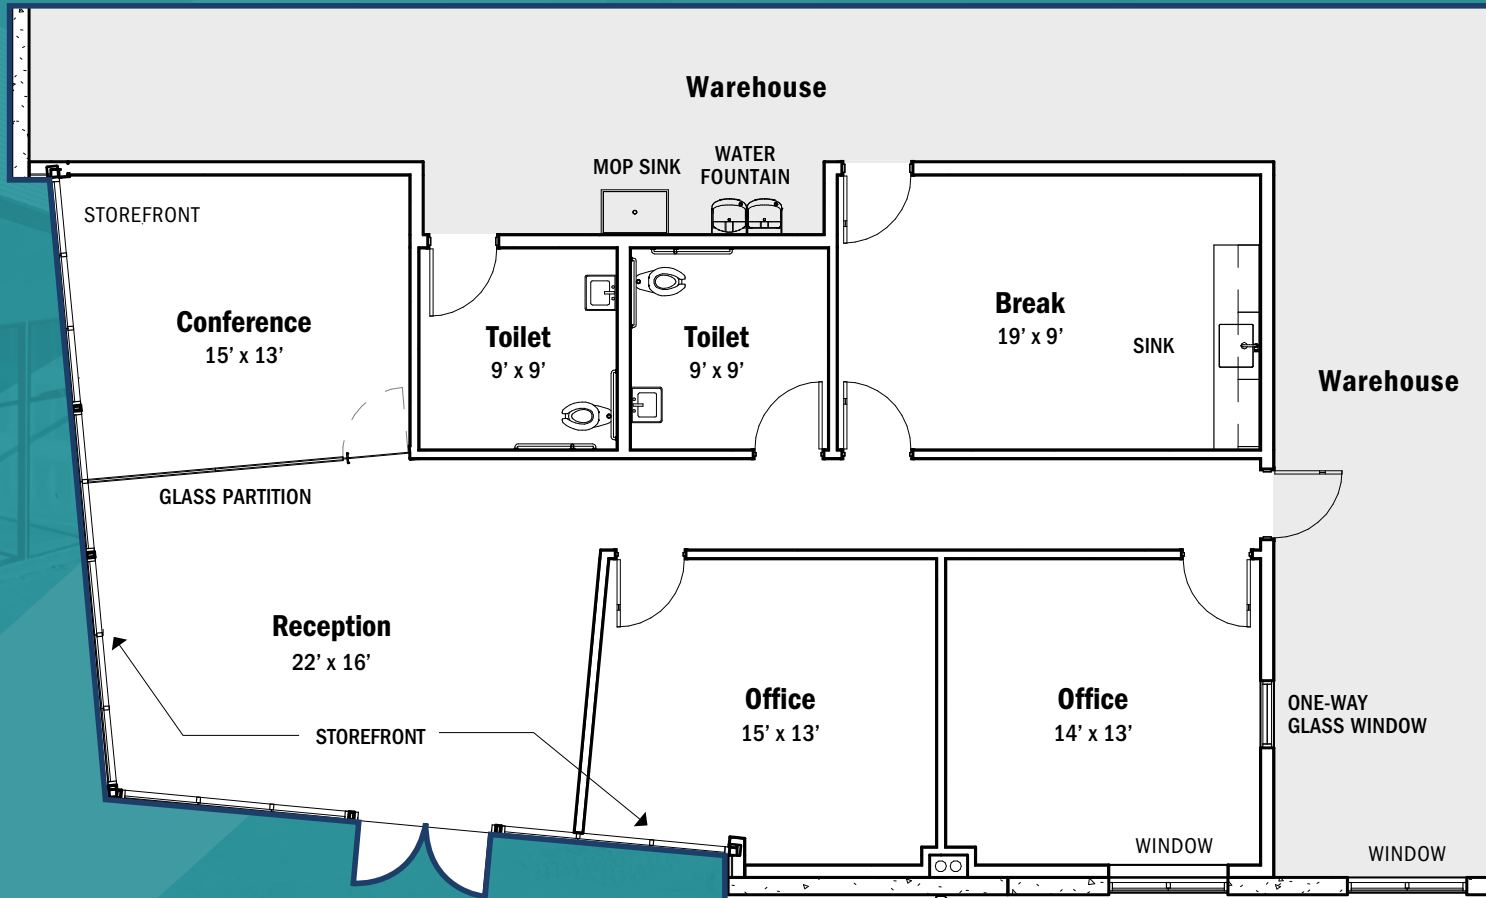 Warehouse
MOP SINK
WATER
FOUNTAIN
STOREFRONT
Conference
15’ x 13’
Toilet
9’ x 9’
Toilet
9’ x 9’
Break
19’ x 9’
SINK
Warehouse
GLASS PARTITION
Reception
22’ x 16’
STOREFRONT
Office
15’ x 13’
Office
14’ x 13’
ONE-WAY
GLASS WINDOW
WINDOW
WINDOW